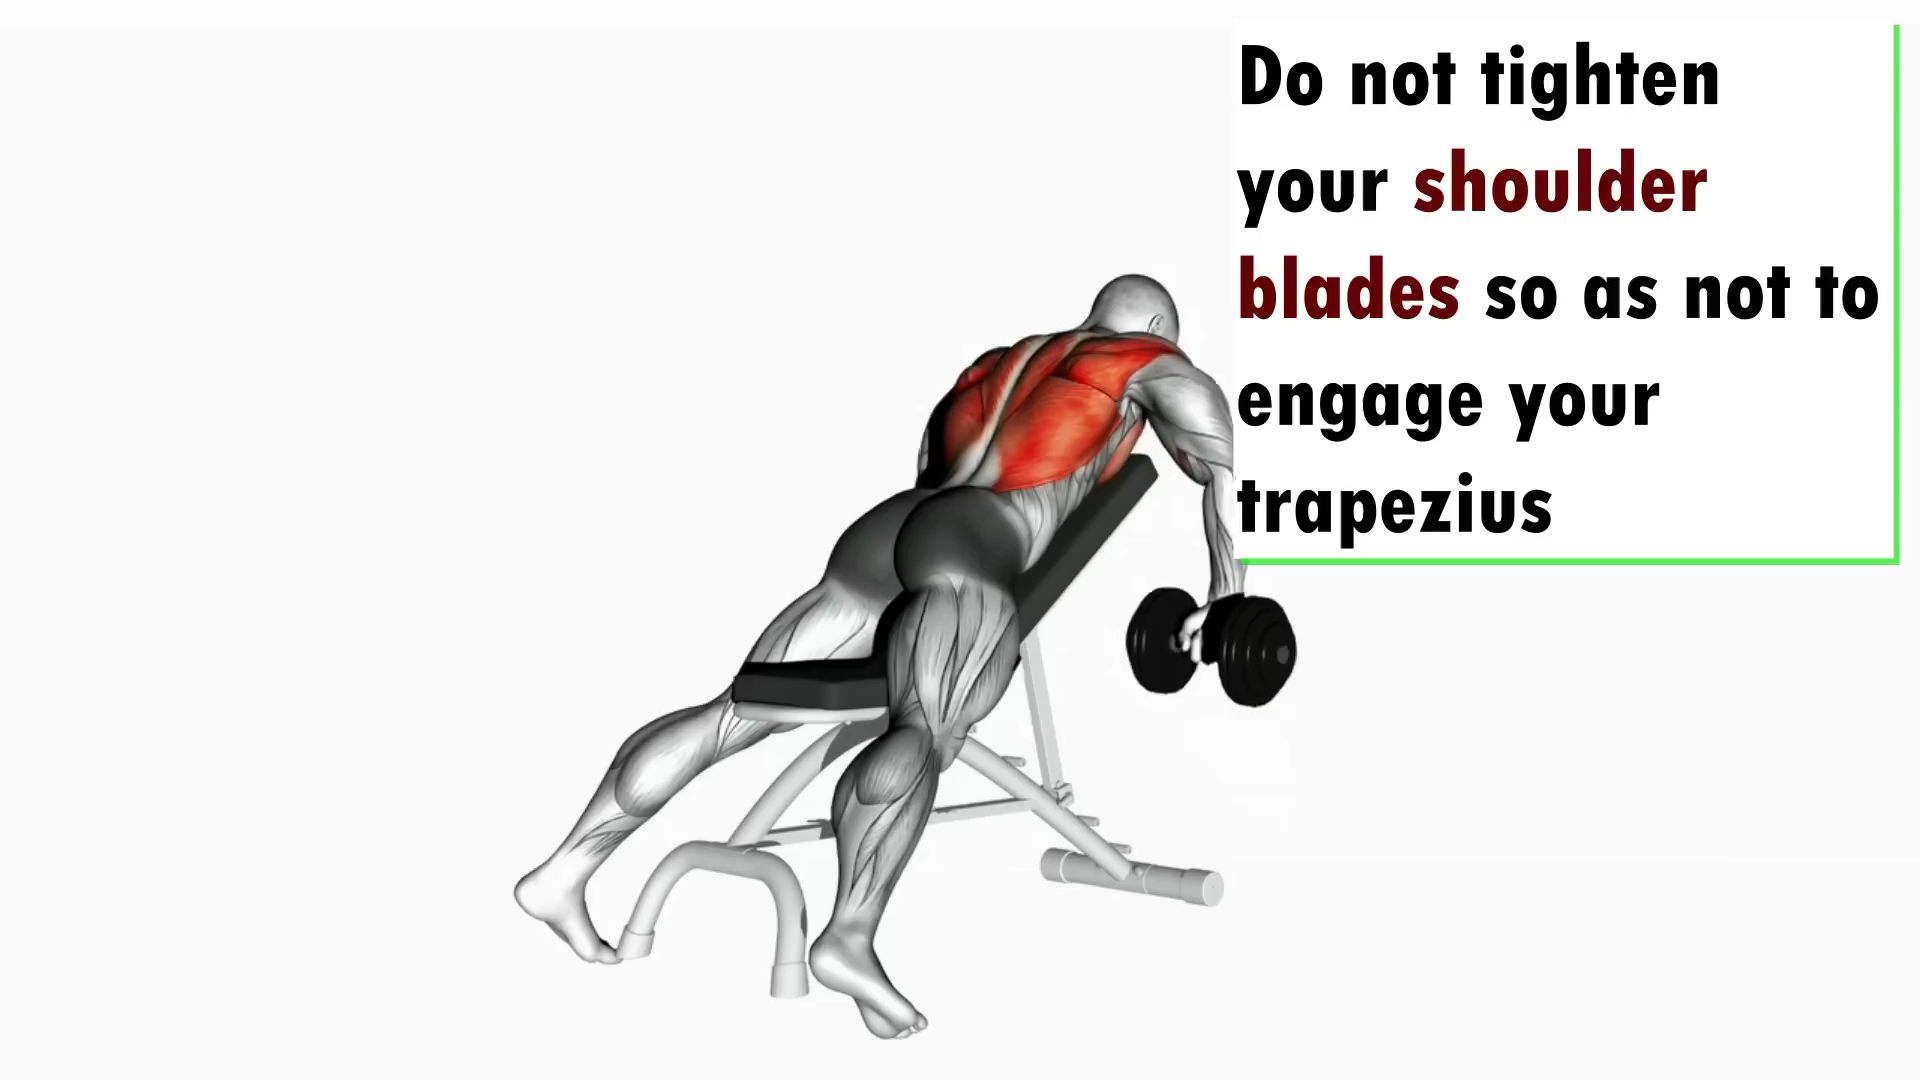 Do not tighten
your shoulder
blades so as not to
engage your
trapezius